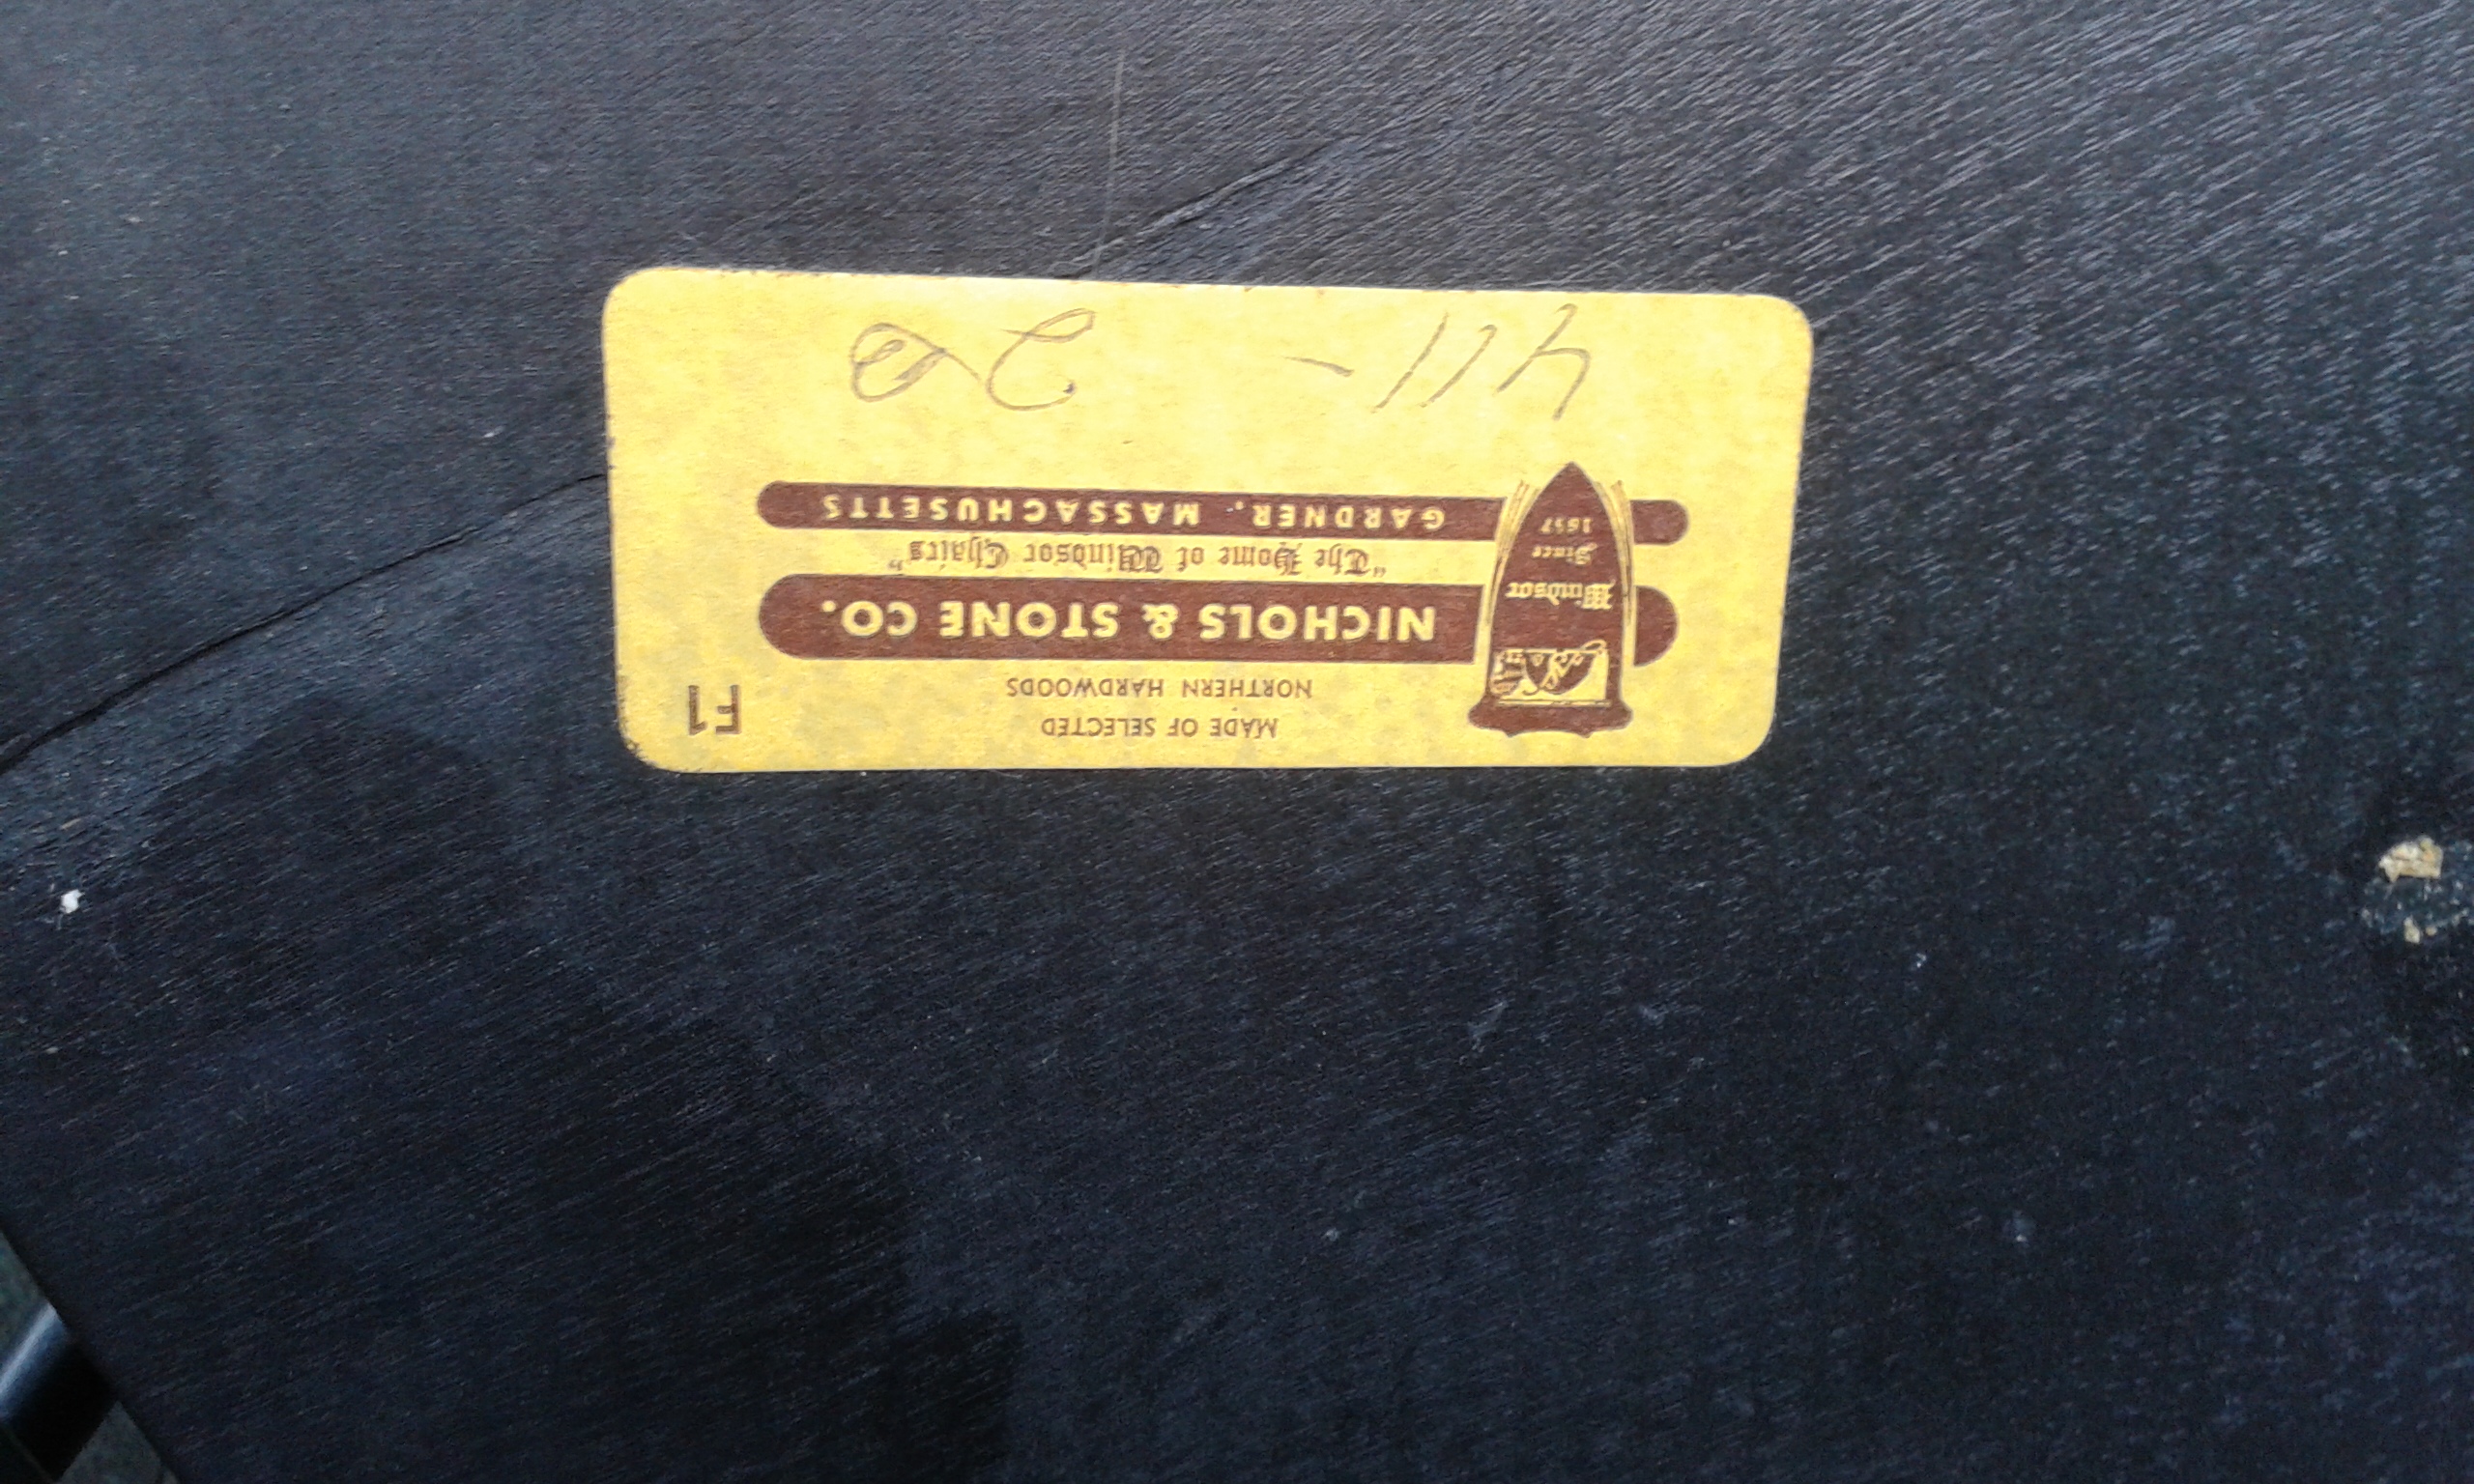 MADE OF SELECTED
NORTHERN HARDWOODS
F1
NICHOLS & STONE CO.
"The Home of Windsor Chairs"
GARDNER, MASSACHUSETTS
Windsor
Since
1857
411-